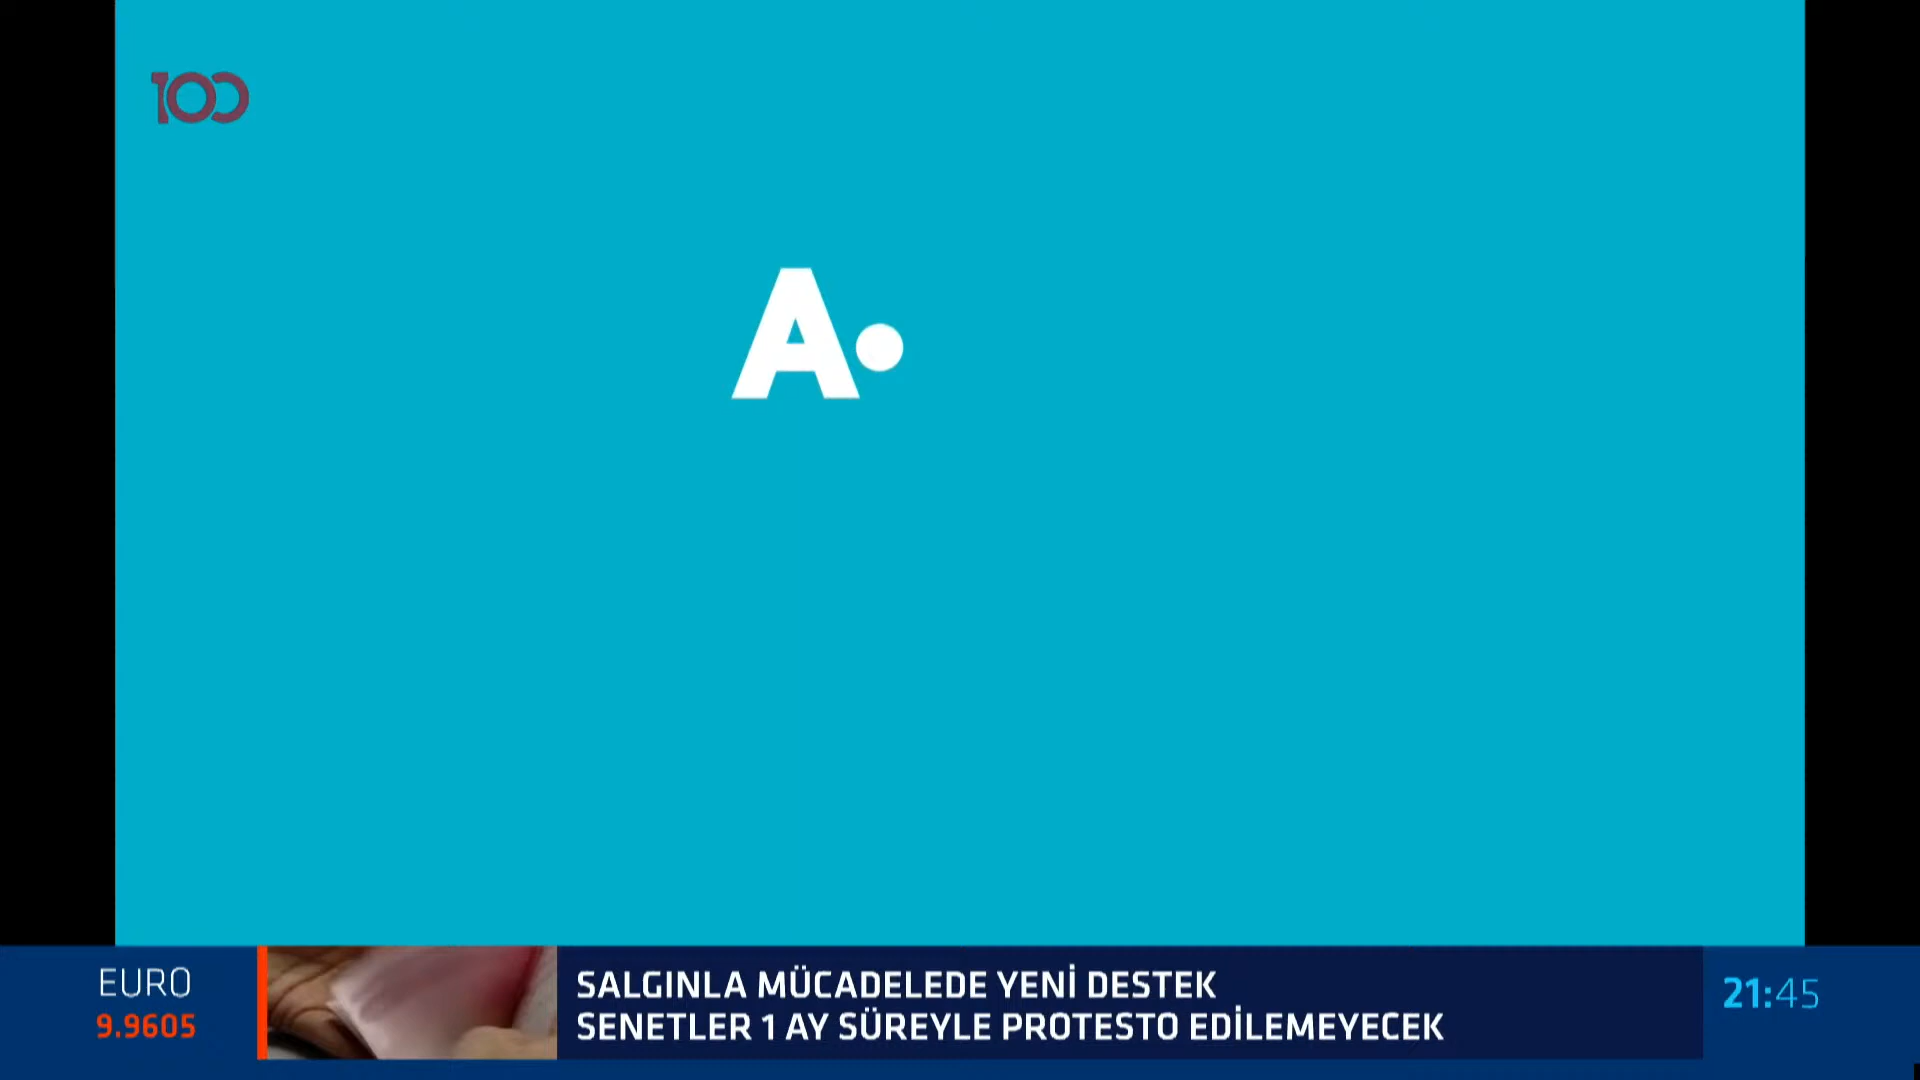 100
A
EURO
9.9605
SALGINLA MÜCADELEDE YENİ DESTEK
SENETLER 1 AY SÜREYLE PROTESTO EDİLEMEYECEK
21:45